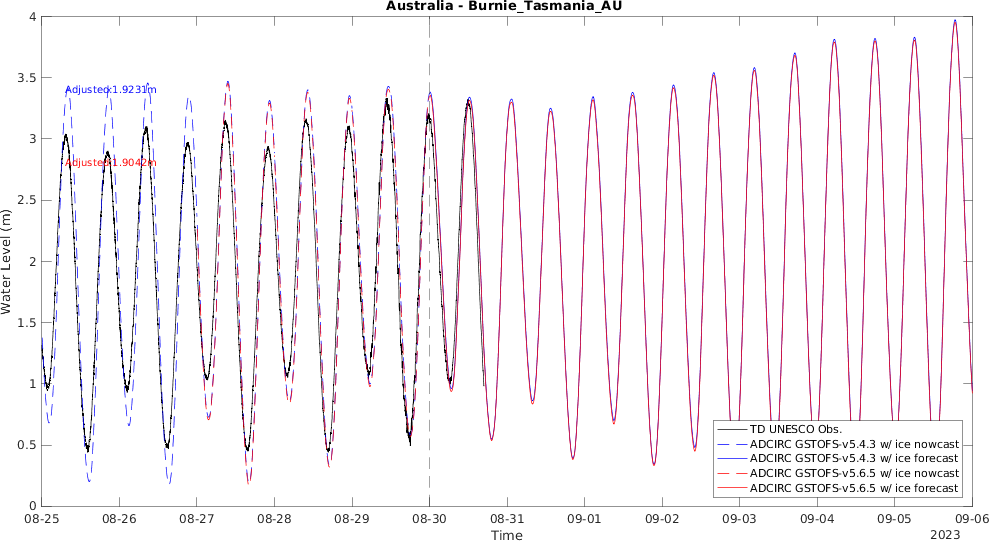 Australia - Burnie_Tasmania_AU
4
3.5
3
2.5
2
1.5
1
0.5
0
Water Level (m)
Adjusted:1.9231m
Adjusted:1.9042m
TD UNESCO Obs.
ADCIRC GSTOFS-v5.4.3 w/ ice nowcast
ADCIRC GSTOFS-v5.4.3 w/ ice forecast
ADCIRC GSTOFS-v5.6.5 w/ ice nowcast
ADCIRC GSTOFS-v5.6.5 w/ ice forecast
08-25 08-26 08-27 08-28 08-29 08-30 08-31 09-01 09-02 09-03 09-04 09-05 09-06
Time
2023